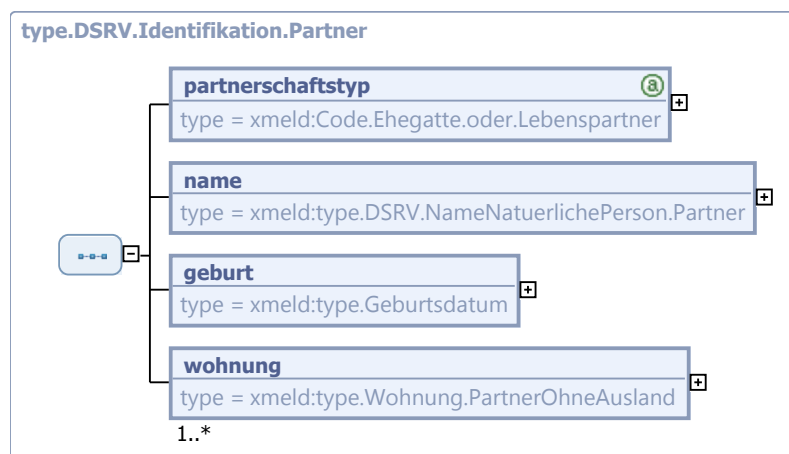 type.DSRV.Identifikation.Partner
partnerschaftstyp
type = xmeld:Code.Ehegatte.oder.Lebenspartner
name
type = xmeld:type.DSRV.NameNatuerlichePerson.Partner
geburt
type = xmeld:type.Geburtsdatum
wohnung
type = xmeld:type.Wohnung.PartnerOhneAusland
1..*